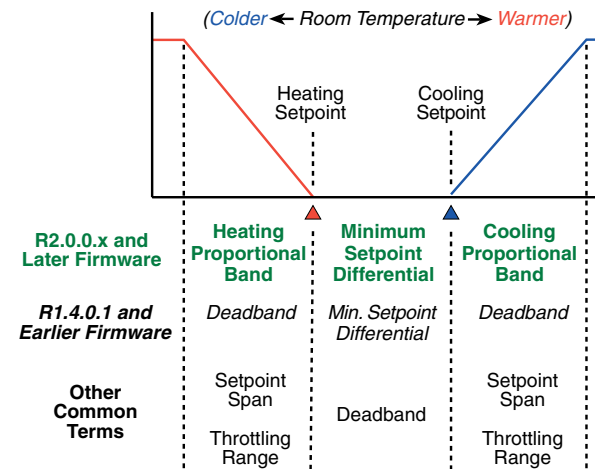 (Colder Room Temperature Warmer)
Heating
Setpoint
Cooling
Setpoint
R2.0.0.x and
Later Firmware
Heating
Proportional
Band
Minimum
Setpoint
Differential
Cooling
Proportional
Band
R1.4.0.1 and
Earlier Firmware
Deadband
Min. Setpoint
Differential
Deadband
Other
Common
Terms
Setpoint
Span
Throttling
Range
Deadband
Setpoint
Span
Throttling
Range